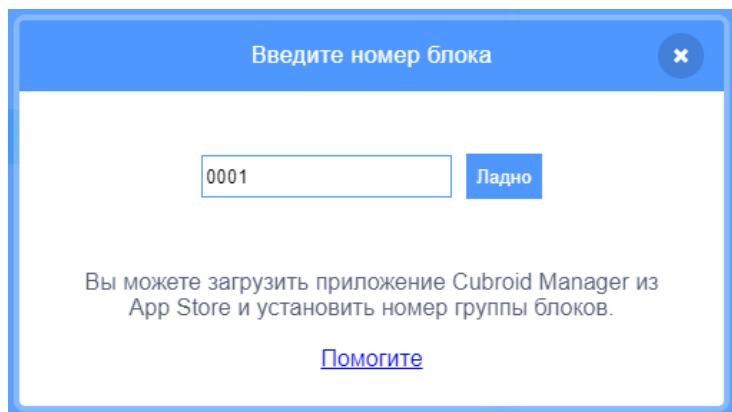 Введите номер блока
0001
Ладно
Вы можете загрузить приложение Cubroid Manager из
App Store и установить номер группы блоков.
Помогите